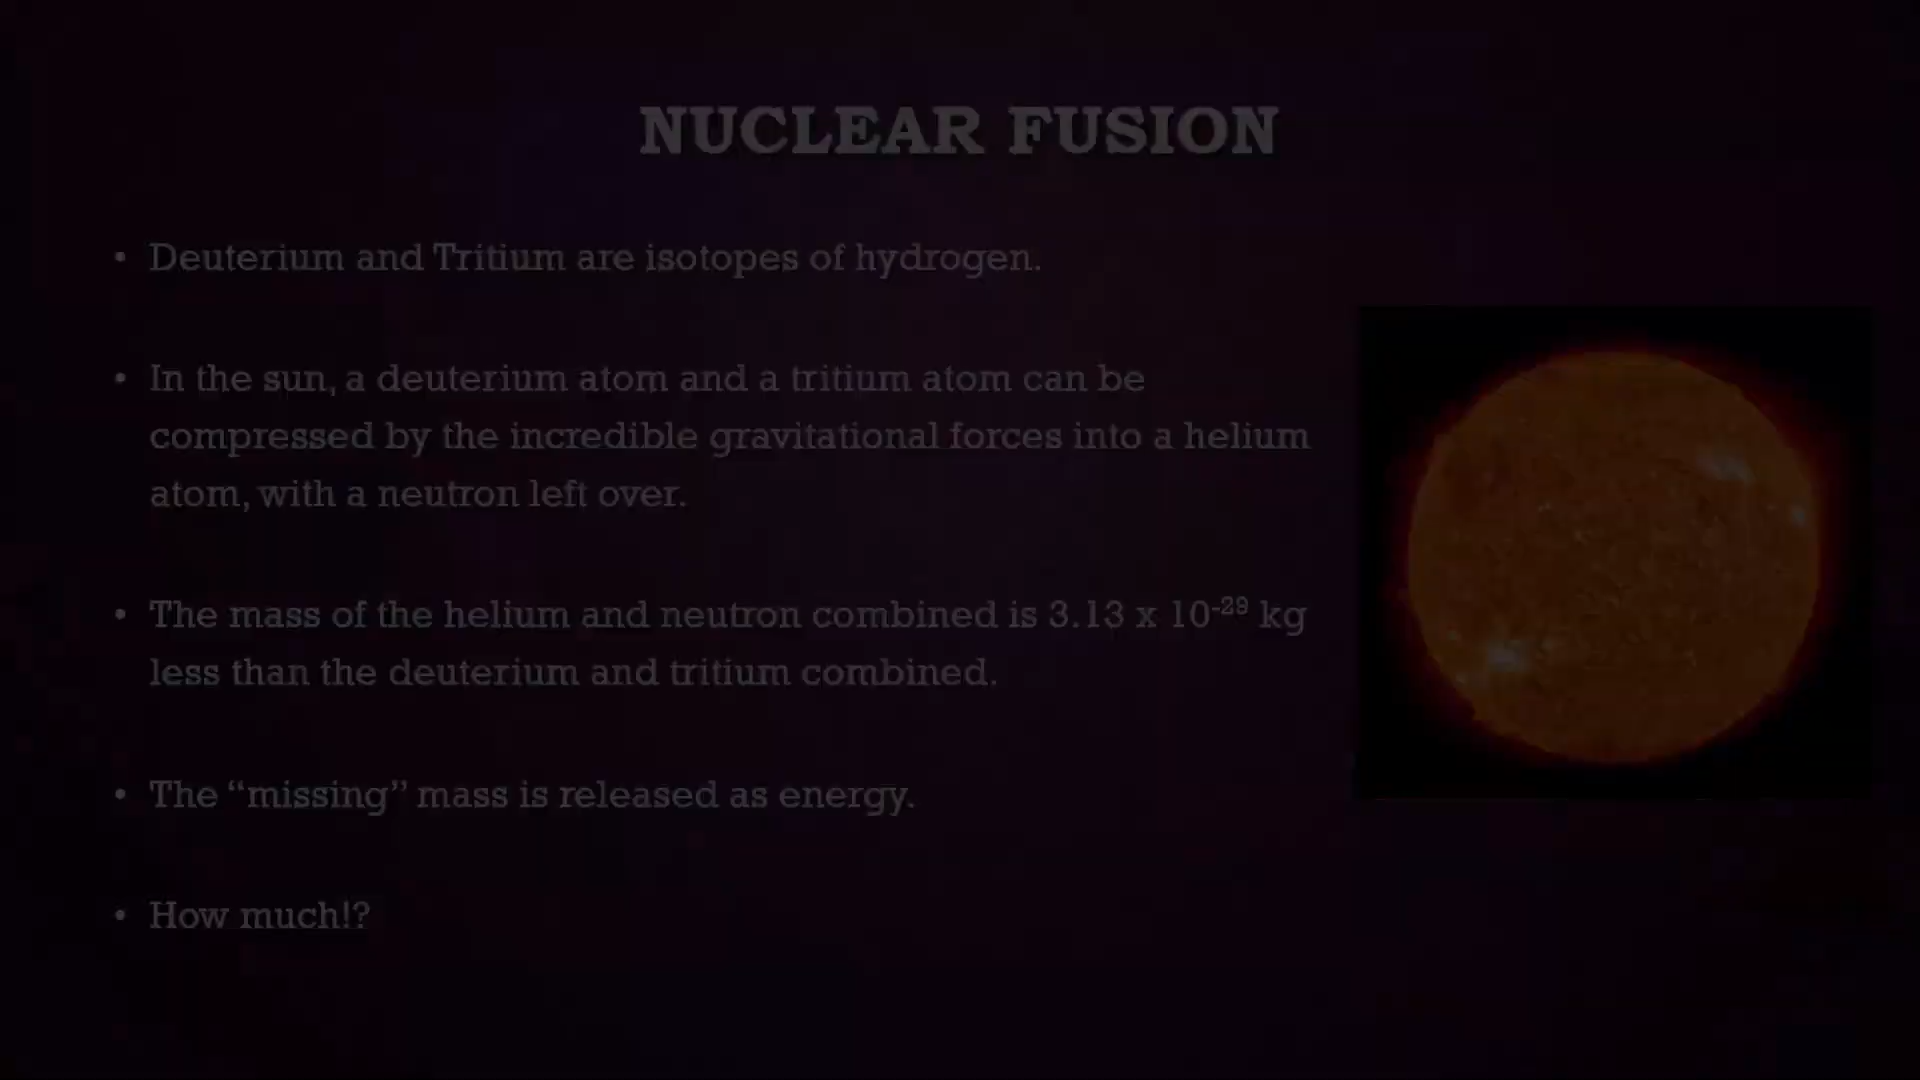 NUCLEAR FUSION
• Deuterium and Tritium are isotopes of hydrogen.
• In the sun, a deuterium atom and a tritium atom can be
compressed by the incredible gravitational forces into a helium
atom, with a neutron left over.
• The mass of the helium and neutron combined is 3.13 x 10⁻²⁹ kg
less than the deuterium and tritium combined.
• The “missing” mass is released as energy.
• How much!?